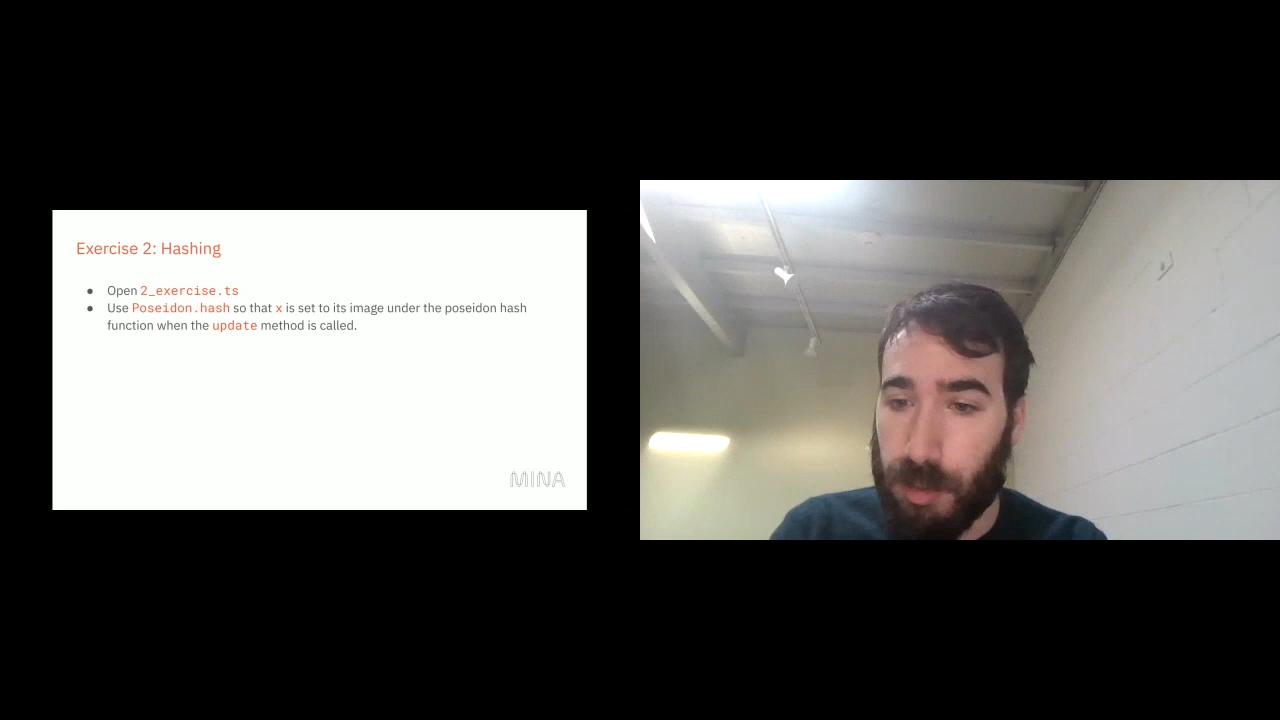 Exercise 2: Hashing
● Open 2_exercise.ts
● Use Poseidon.hash so that x is set to its image under the poseidon hash
function when the update method is called.
MINA